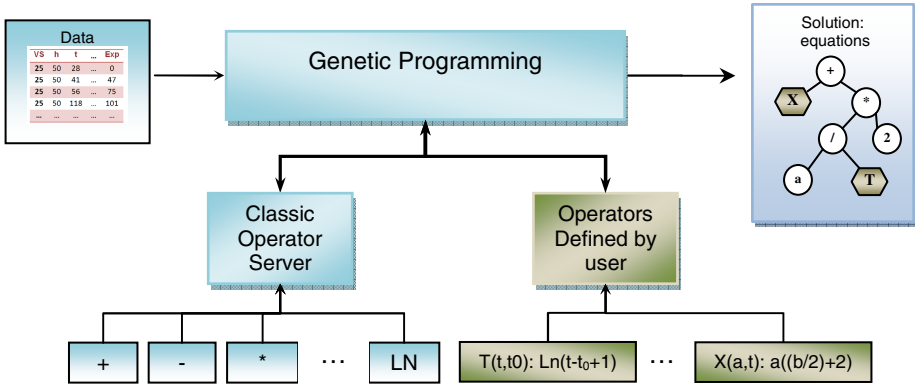 Data
VS h t ... Exp
25 50 28 ... 0
25 50 41 ... 47
25 50 56 ... 75
25 50 118 ... 101
... ... ... ... ...
Genetic Programming
Solution:
equations
+
X
*
/
2
a
T
Classic
Operator
Server
Operators
Defined by
user
+
-
*
...
LN
T(t,t0): Ln(t-t₀+1)
...
X(a,t): a((b/2)+2)